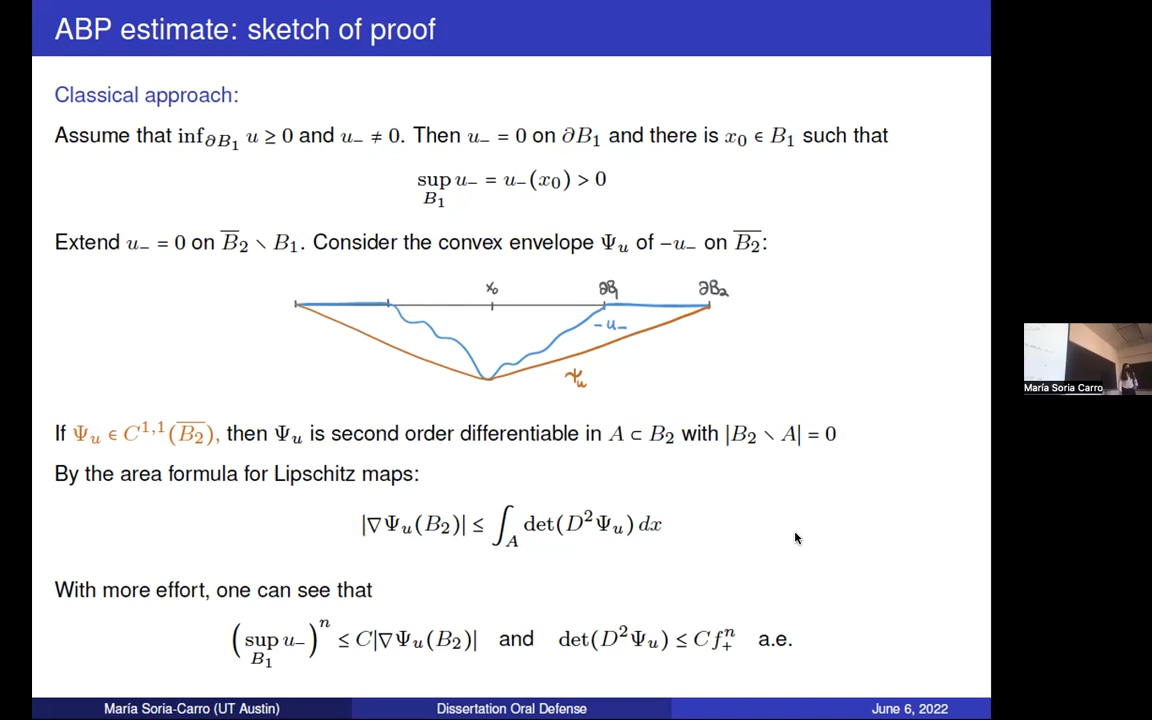 ABP estimate: sketch of proof
Classical approach:
Assume that inf_{∂B₁} u ≥ 0 and u₋ ≠ 0. Then u₋ = 0 on ∂B₁ and there is x₀ ∈ B₁ such that
sup_{B₁} u₋ = u₋(x₀) > 0
Extend u₋ = 0 on B̅₂ ∖ B₁. Consider the convex envelope Ψᵤ of −u₋ on B̅₂:
x₀ ∂B₁ ∂B₂
−u₋
Ψᵤ
If Ψᵤ ∈ C^{1,1}(B̅₂), then Ψᵤ is second order differentiable in A ⊂ B₂ with |B₂ ∖ A| = 0
By the area formula for Lipschitz maps:
|∇Ψᵤ(B₂)| ≤ ∫_A det(D²Ψᵤ) dx
With more effort, one can see that
(sup_{B₁} u₋)ⁿ ≤ C|∇Ψᵤ(B₂)| and det(D²Ψᵤ) ≤ C f₊ⁿ a.e.
María Soria-Carro (UT Austin) Dissertation Oral Defense June 6, 2022
María Soria Carro